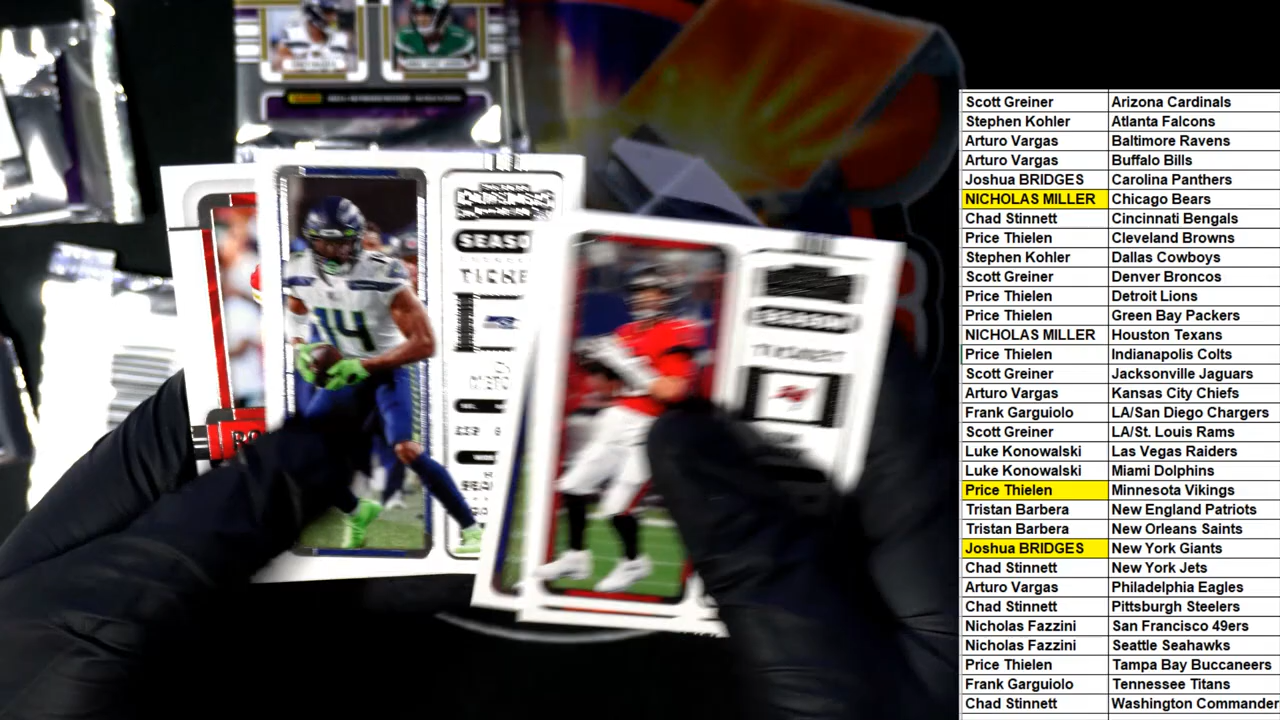 SEASO
TICKE
14
Scott Greiner Arizona Cardinals
Stephen Kohler Atlanta Falcons
Arturo Vargas Baltimore Ravens
Arturo Vargas Buffalo Bills
Joshua BRIDGES Carolina Panthers
NICHOLAS MILLER Chicago Bears
Chad Stinnett Cincinnati Bengals
Price Thielen Cleveland Browns
Stephen Kohler Dallas Cowboys
Scott Greiner Denver Broncos
Price Thielen Detroit Lions
Price Thielen Green Bay Packers
NICHOLAS MILLER Houston Texans
Price Thielen Indianapolis Colts
Scott Greiner Jacksonville Jaguars
Arturo Vargas Kansas City Chiefs
Frank Garguiolo LA/San Diego Chargers
Scott Greiner LA/St. Louis Rams
Luke Konowalski Las Vegas Raiders
Luke Konowalski Miami Dolphins
Price Thielen Minnesota Vikings
Tristan Barbera New England Patriots
Tristan Barbera New Orleans Saints
Joshua BRIDGES New York Giants
Chad Stinnett New York Jets
Arturo Vargas Philadelphia Eagles
Chad Stinnett Pittsburgh Steelers
Nicholas Fazzini San Francisco 49ers
Nicholas Fazzini Seattle Seahawks
Price Thielen Tampa Bay Buccaneers
Frank Garguiolo Tennessee Titans
Chad Stinnett Washington Commander